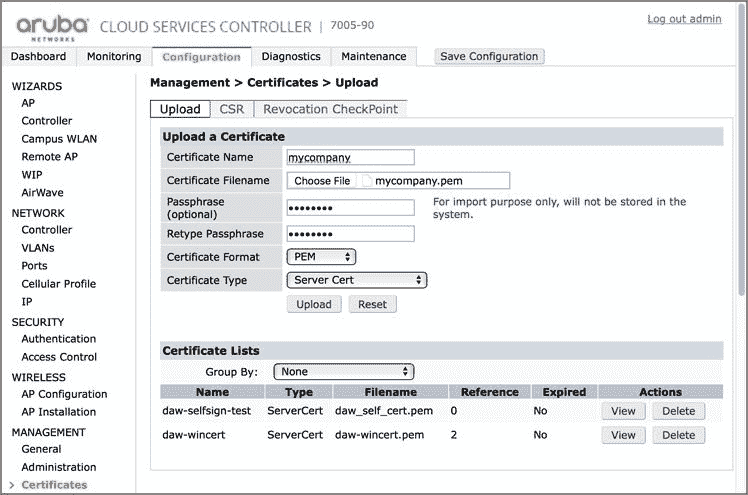 aruba NETWORKS CLOUD SERVICES CONTROLLER | 7005-90 Log out admin
Dashboard Monitoring Configuration Diagnostics Maintenance Save Configuration
WIZARDS
AP
Controller
Campus WLAN
Remote AP
WIP
AirWave
NETWORK
Controller
VLANs
Ports
Cellular Profile
IP
SECURITY
Authentication
Access Control
WIRELESS
AP Configuration
AP Installation
MANAGEMENT
General
Administration
> Certificates
Management > Certificates > Upload
Upload CSR Revocation CheckPoint
Upload a Certificate
Certificate Name mycompany
Certificate Filename Choose File mycompany.pem
Passphrase (optional) •••••••• For import purpose only, will not be stored in the
system.
Retype Passphrase ••••••••
Certificate Format PEM
Certificate Type Server Cert
Upload Reset
Certificate Lists
Group By: None
Name Type Filename Reference Expired Actions
daw-selfsign-test ServerCert daw_self_cert.pem 0 No View Delete
daw-wincert ServerCert daw-wincert.pem 2 No View Delete